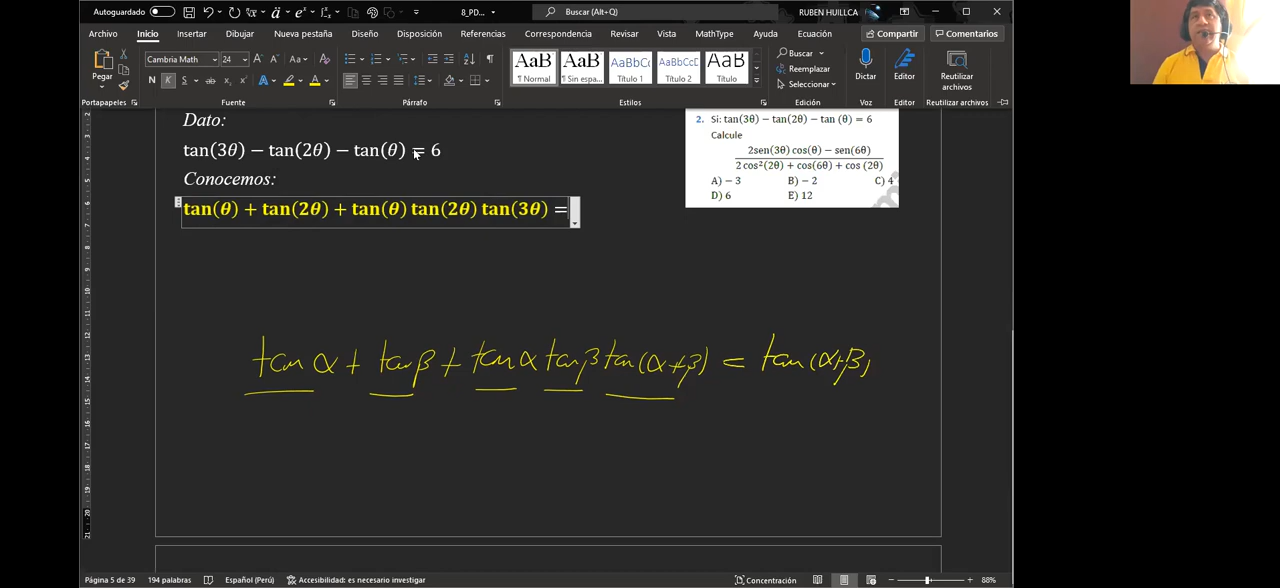 Autoguardado
8_PD...
Buscar (Alt+Q)
RUBEN HUILLCA
Archivo Inicio Insertar Dibujar Nueva pestaña Diseño Disposición Referencias Correspondencia Revisar Vista MathType Ayuda Ecuación Compartir Comentarios
Cambria Math 24
Pegar
N K S
AaB AaB AaBbC AaBbC AaB
¶ Normal ¶ Sin espa... Título 1 Título 2 Título
Buscar
Reemplazar
Seleccionar
Dictar Editor Reutilizar archivos
Portapapeles Fuente Párrafo Estilos Edición Voz Editor Reutilizar archivos
Dato:
tan(3θ) − tan(2θ) − tan(θ) = 6
Conocemos:
tan(θ) + tan(2θ) + tan(θ) tan(2θ) tan(3θ) =
2. Si: tan(3θ) − tan(2θ) − tan (θ) = 6
Calcule
2sen(3θ) cos(θ) − sen(6θ)
2 cos²(2θ) + cos(6θ) + cos (2θ)
A) − 3 B) − 2 C) 4
D) 6 E) 12
tan α + tan β + tan α tan β tan(α+β) = tan(α+β)
Página 5 de 39 194 palabras Español (Perú) Accesibilidad: es necesario investigar Concentración 88%